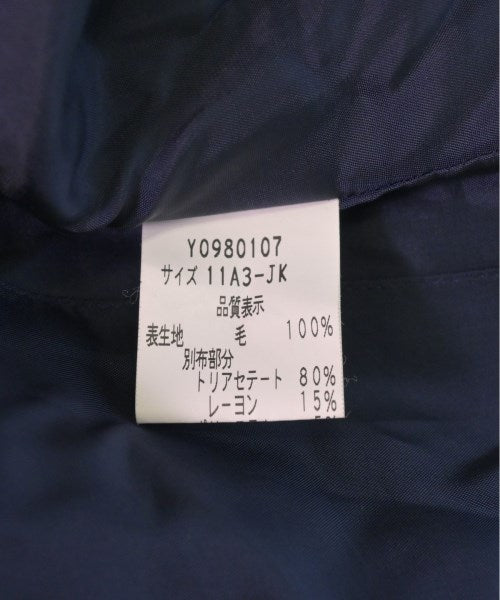 Y0980107
サイズ 11A3-JK
品質表示
表生地 毛 100%
別布部分
トリアセテート 80%
レーヨン 15%